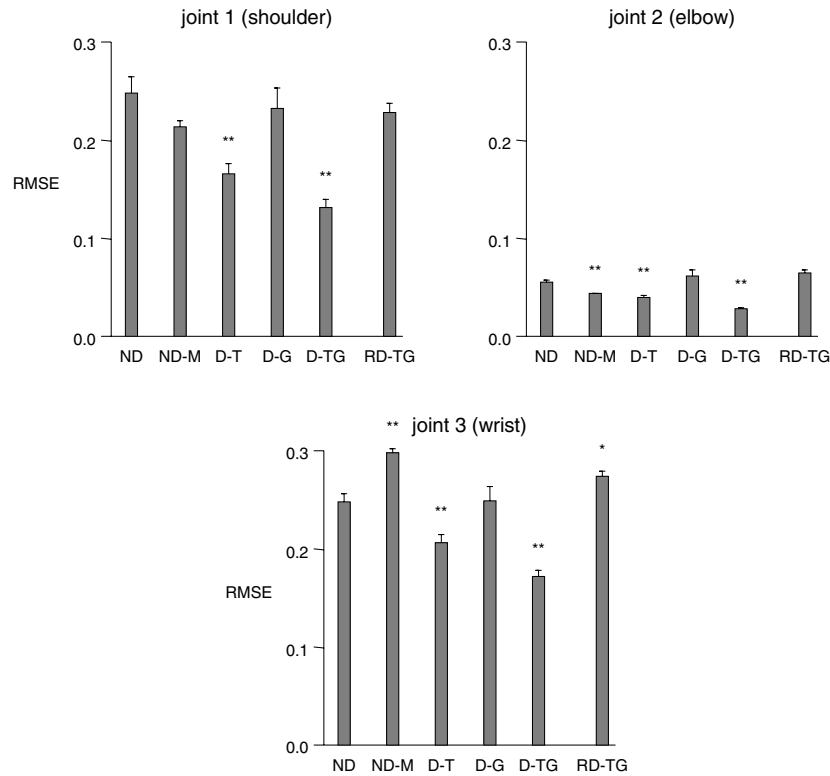 joint 1 (shoulder)
0.3
0.2
RMSE
0.1
0.0
**
**
ND ND-M D-T D-G D-TG RD-TG
joint 2 (elbow)
0.3
0.2
0.1
0.0
** ** **
ND ND-M D-T D-G D-TG RD-TG
joint 3 (wrist)
**
*
0.3
0.2
RMSE
0.1
0.0
**
**
ND ND-M D-T D-G D-TG RD-TG